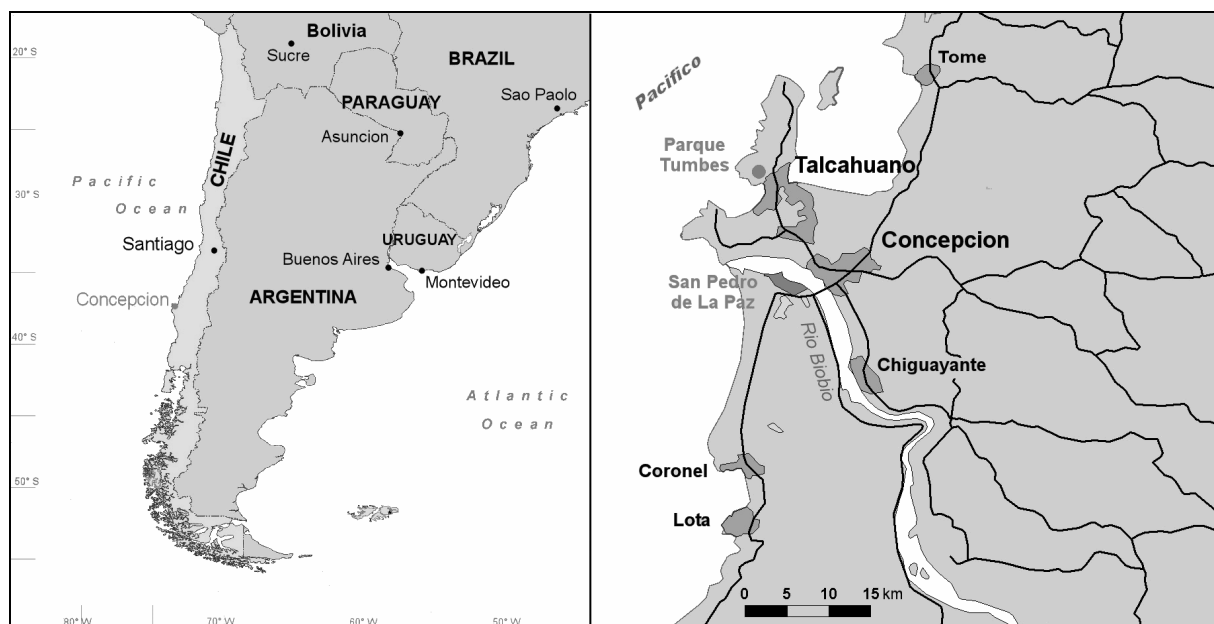 20° S
30° S
40° S
50° S
80° W
70° W
60° W
50° W
Bolivia
Sucre
BRAZIL
Sao Paolo
PARAGUAY
Asuncion
CHILE
Pacific
Ocean
Santiago
URUGUAY
Buenos Aires
Montevideo
Concepcion
ARGENTINA
Atlantic
Ocean
Pacifico
Tome
Parque
Tumbes
Talcahuano
Concepcion
San Pedro
de La Paz
Rio Biobio
Chiguayante
Coronel
Lota
0 5 10 15 km